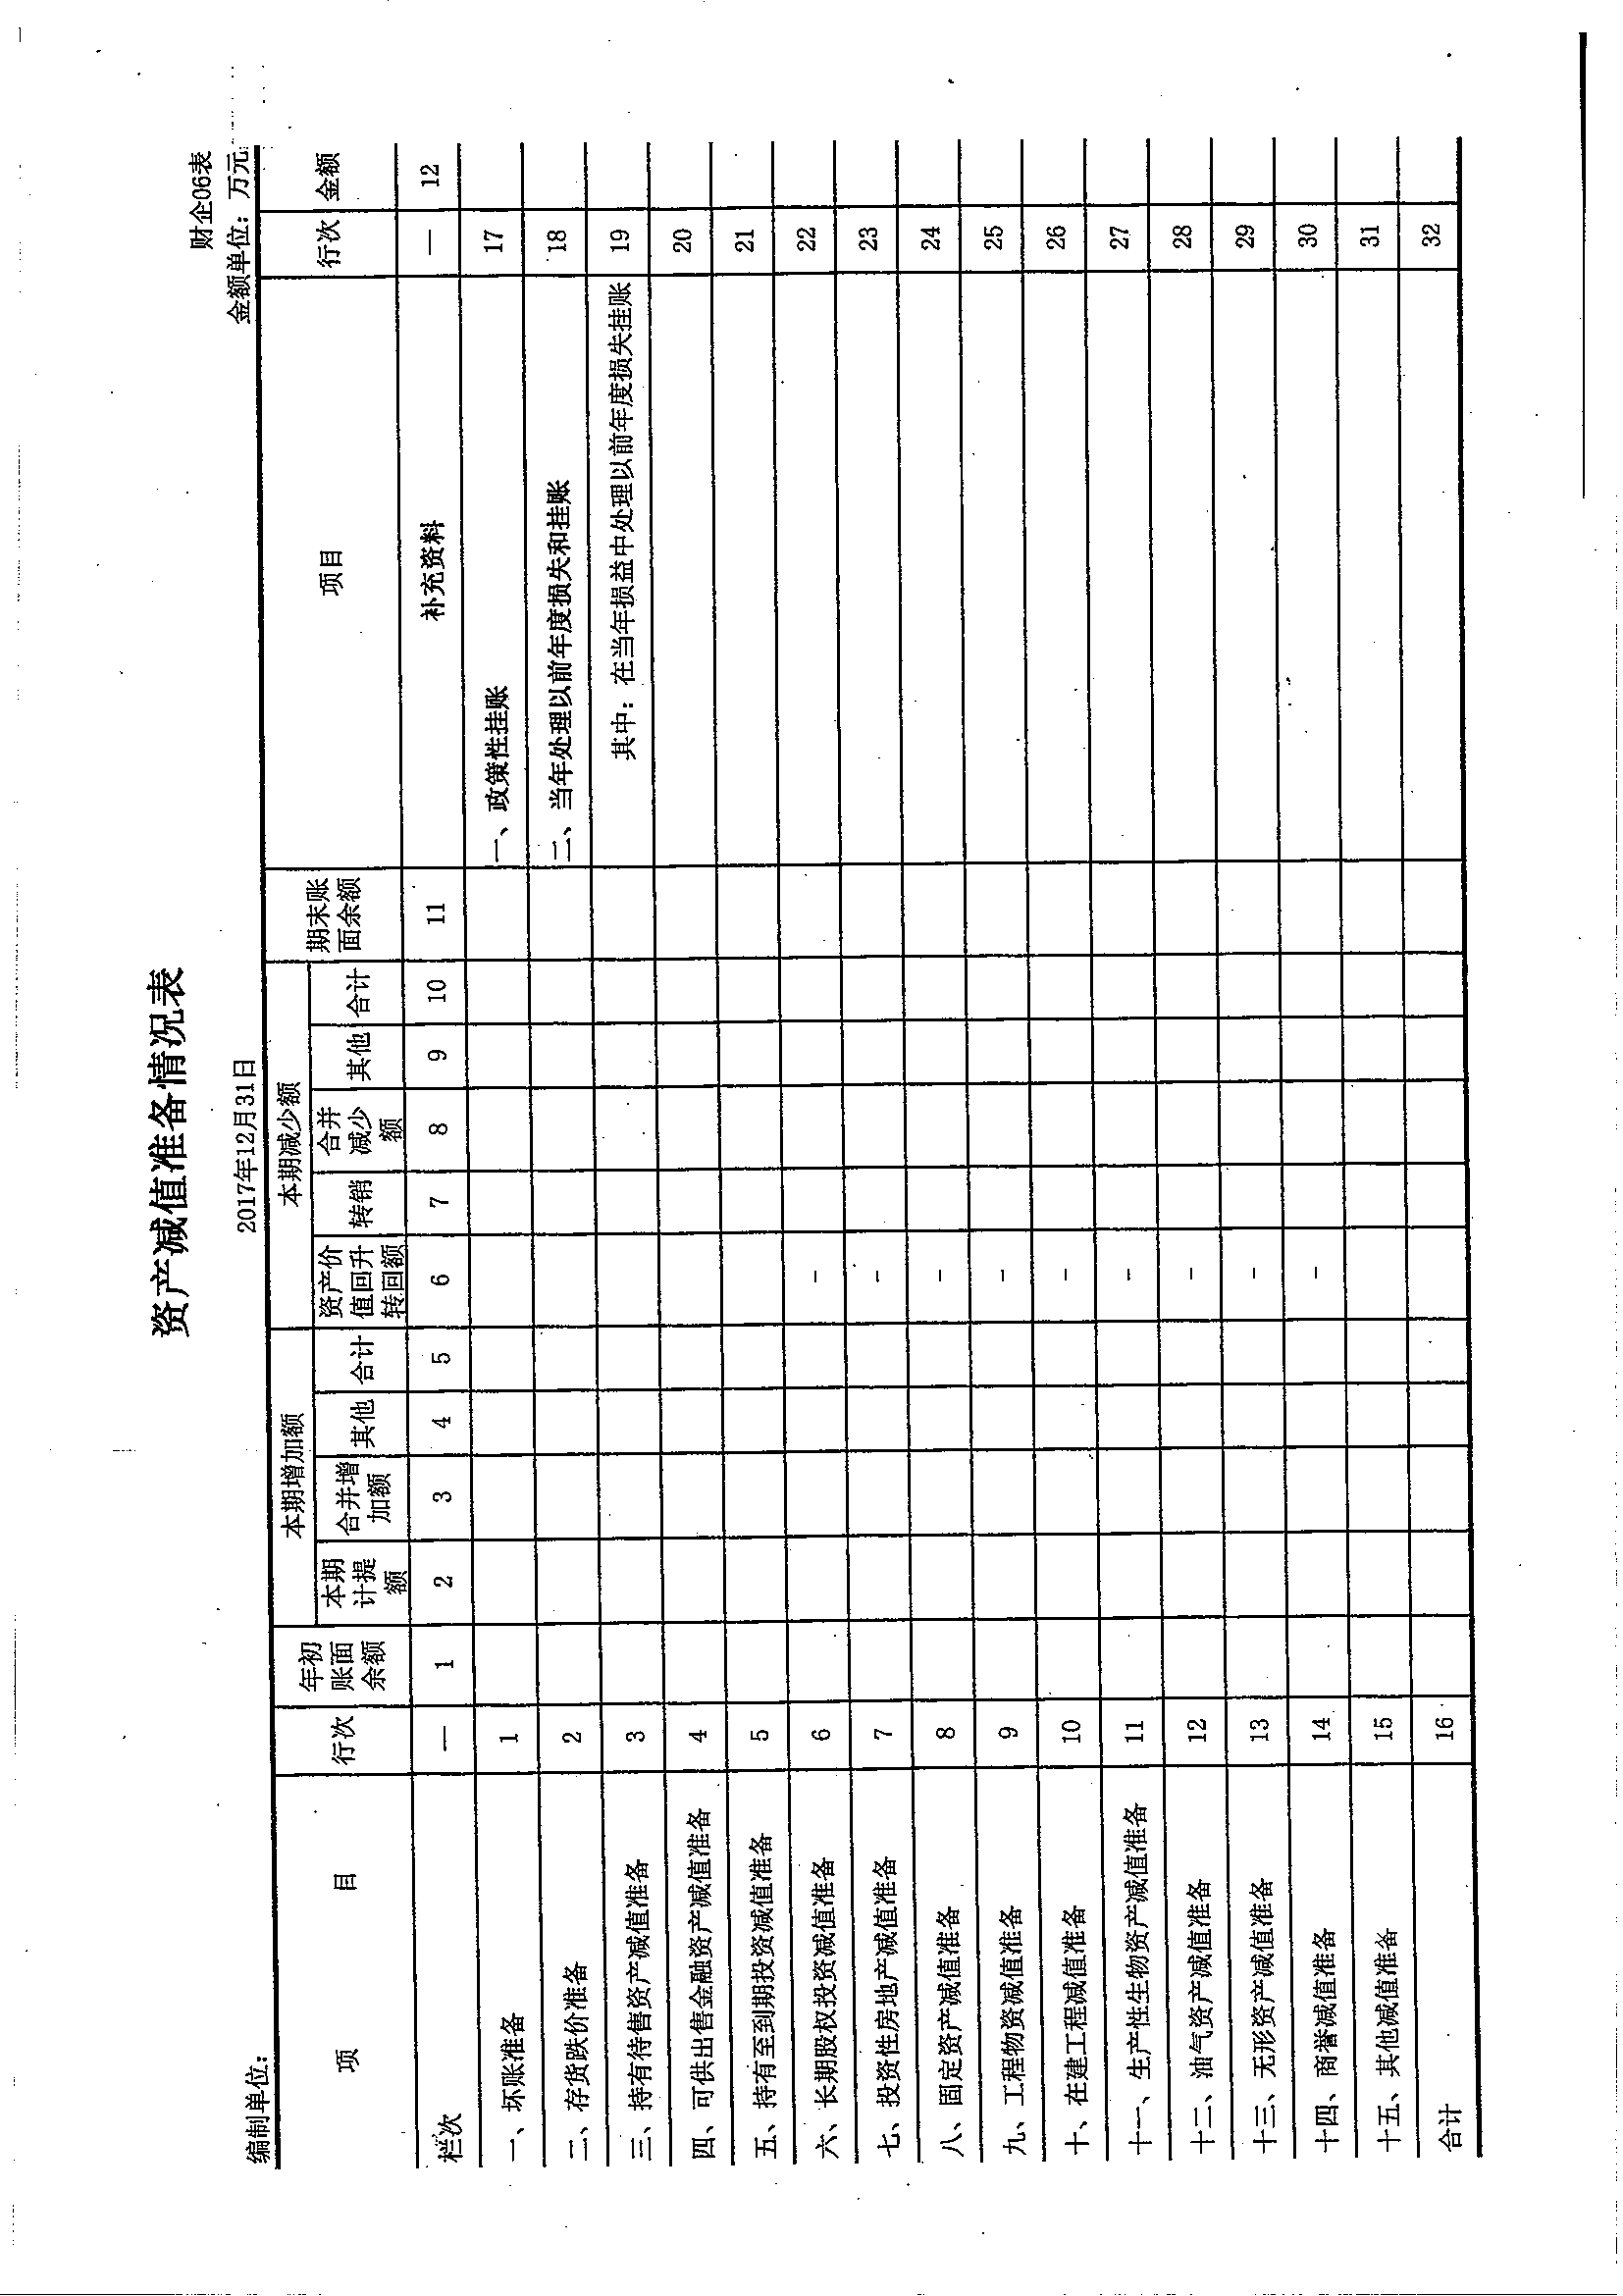 资产减值准备情况表
财企06表
编制单位： 2017年12月31日 金额单位：万元
项 目 行次 年初账面余额 本期增加额 本期减少额 期末账面余额 项目 行次 金额
本期计提额 合并增加额 其他 合计 资产价值回升转回额 转销 合并减少额 其他 合计
栏次 — 1 2 3 4 5 6 7 8 9 10 11 补充资料 — 12
一、坏账准备 1 一、政策性挂账 17
二、存货跌价准备 2 二、当年处理以前年度损失和挂账 18
三、持有待售资产减值准备 3 其中：在当年损益中处理以前年度损失挂账 19
四、可供出售金融资产减值准备 4 20
五、持有至到期投资减值准备 5 21
六、长期股权投资减值准备 6 – 22
七、投资性房地产减值准备 7 – 23
八、固定资产减值准备 8 – 24
九、工程物资减值准备 9 – 25
十、在建工程减值准备 10 – 26
十一、生产性生物资产减值准备 11 – 27
十二、油气资产减值准备 12 – 28
十三、无形资产减值准备 13 – 29
十四、商誉减值准备 14 – 30
十五、其他减值准备 15 31
合计 16 32